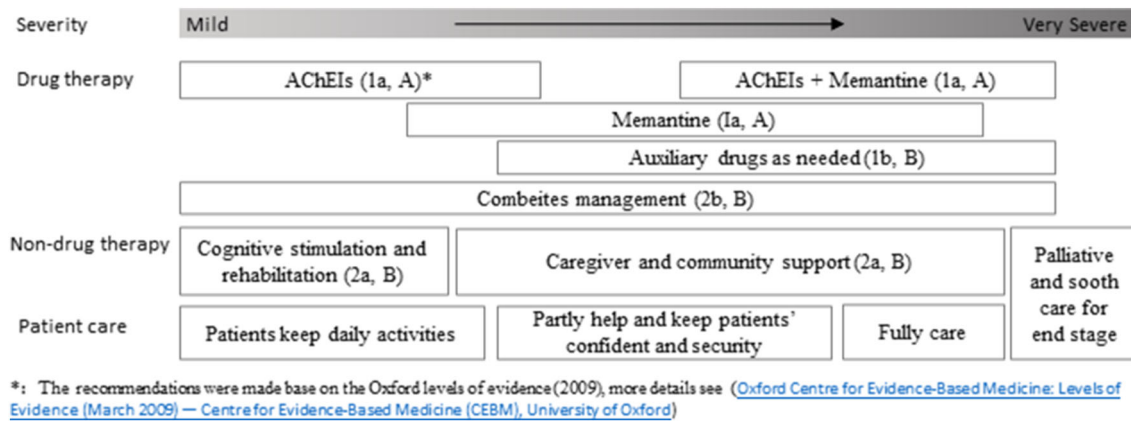 Severity
Mild
Very Severe
Drug therapy
AChEIs (1a, A)*
AChEIs + Memantine (1a, A)
Memantine (Ia, A)
Auxiliary drugs as needed (1b, B)
Combeites management (2b, B)
Non-drug therapy
Cognitive stimulation and
rehabilitation (2a, B)
Caregiver and community support (2a, B)
Palliative
and sooth
care for
end stage
Patient care
Patients keep daily activities
Partly help and keep patients’
confident and security
Fully care
*: The recommendations were made base on the Oxford levels of evidence (2009), more details see (Oxford Centre for Evidence-Based Medicine: Levels of
Evidence (March 2009) — Centre for Evidence-Based Medicine (CEBM), University of Oxford)